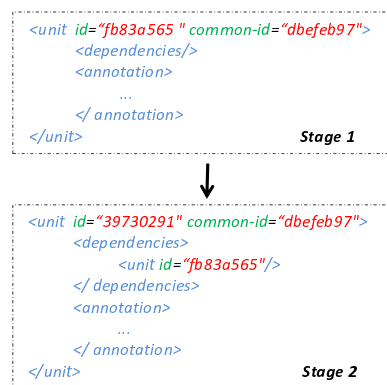 <unit id=“fb83a565 " common-id=“dbefeb97">
<dependencies/>
<annotation>
...
</ annotation>
</unit>
Stage 1
<unit id=“39730291" common-id=“dbefeb97">
<dependencies>
<unit id=“fb83a565"/>
</ dependencies>
<annotation>
...
</ annotation>
</unit>
Stage 2